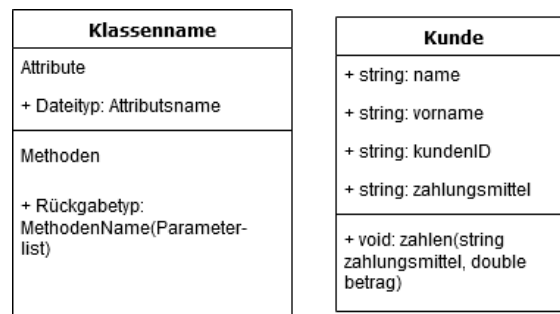 Klassenname
Attribute
+ Dateityp: Attributsname
Methoden
+ Rückgabetyp:
MethodenName(Parameter-
list)
Kunde
+ string: name
+ string: vorname
+ string: kundenID
+ string: zahlungsmittel
+ void: zahlen(string
zahlungsmittel, double
betrag)